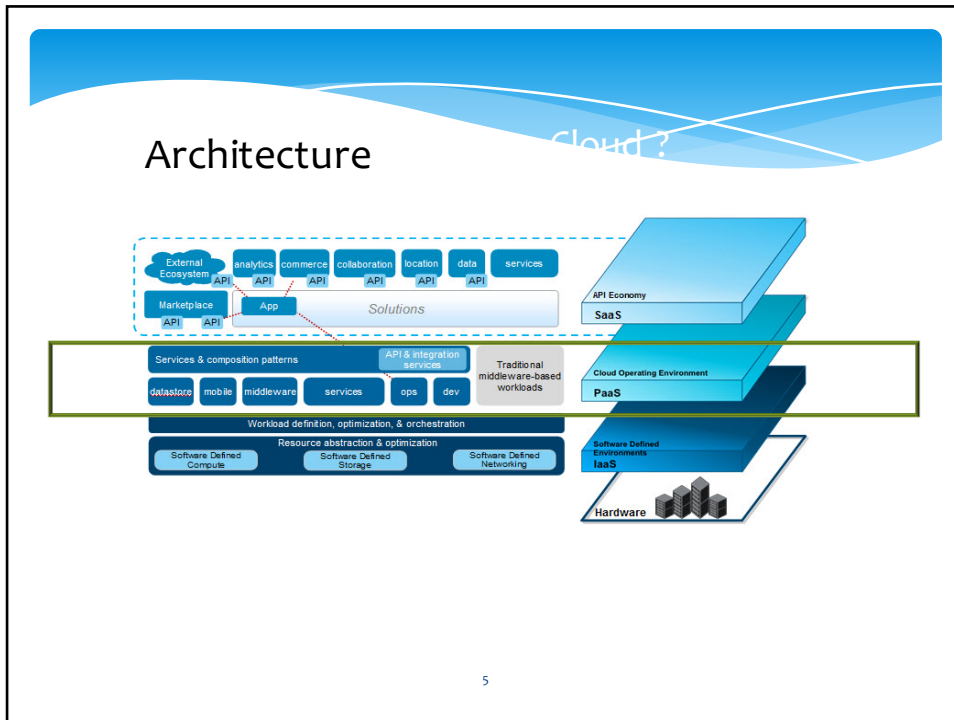 Architecture
Cloud ?
External
Ecosystem
API
analytics
API
commerce
API
collaboration
API
location
API
data
API
services
Marketplace
API
API
App
Solutions
Services & composition patterns
API & integration
services
Traditional
middleware-based
workloads
datastore
mobile
middleware
services
ops
dev
Workload definition, optimization, & orchestration
Resource abstraction & optimization
Software Defined
Compute
Software Defined
Storage
Software Defined
Networking
API Economy
SaaS
Cloud Operating Environment
PaaS
Software Defined
Environments
IaaS
Hardware
5